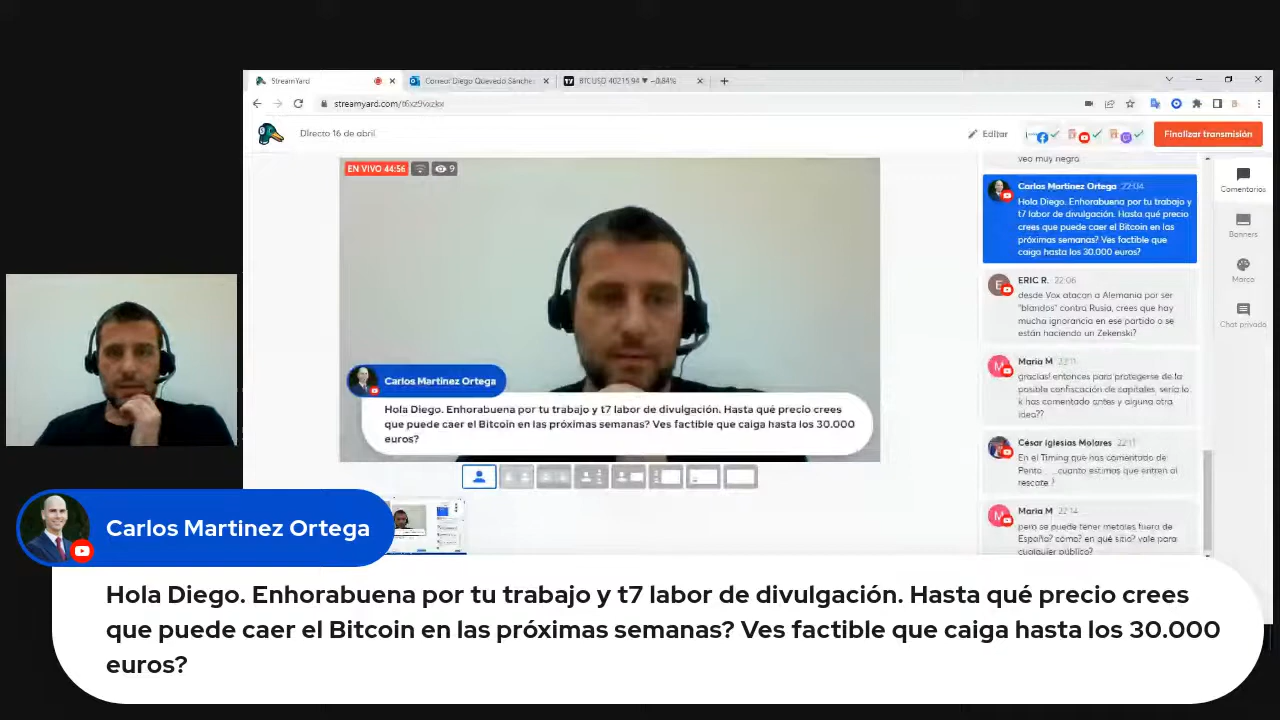 StreamYard
Correo: Diego Quevedo Sánche
BTCUSD 40215.94 ▼ −0.84%
streamyard.com/t6xz9vxzkx
Directo 16 de abril
Editar
Finalizar transmisión
EN VIVO 44:56
9
Carlos Martinez Ortega
Hola Diego. Enhorabuena por tu trabajo y t7 labor de divulgación. Hasta qué precio crees
que puede caer el Bitcoin en las próximas semanas? Ves factible que caiga hasta los 30.000
euros?
veo muy negra
Carlos Martinez Ortega 22:04
Hola Diego. Enhorabuena por tu trabajo y
t7 labor de divulgación. Hasta qué precio
crees que puede caer el Bitcoin en las
próximas semanas? Ves factible que
caiga hasta los 30.000 euros?
ERIC R. 22:06
desde Vox atacan a Alemania por ser
"blandos" contra Rusia, crees que hay
mucha ignorancia en ese partido o se
están haciendo un Zekenski?
Maria M 22:11
gracias! entonces para protegerse de la
posible confiscación de capitales, sería lo
k has comentado antes y alguna otra
idea??
César Iglesias Molares 22:11
En el Timing que has comentado de
Pento ... cuanto estimas que entren al
rescate ?
Maria M 22:14
pero se puede tener metales fuera de
España? cómo? en qué sitio? vale para
cualquier público?
Comentarios
Banners
Marca
Chat privado
Carlos Martinez Ortega
Hola Diego. Enhorabuena por tu trabajo y t7 labor de divulgación. Hasta qué precio crees
que puede caer el Bitcoin en las próximas semanas? Ves factible que caiga hasta los 30.000
euros?